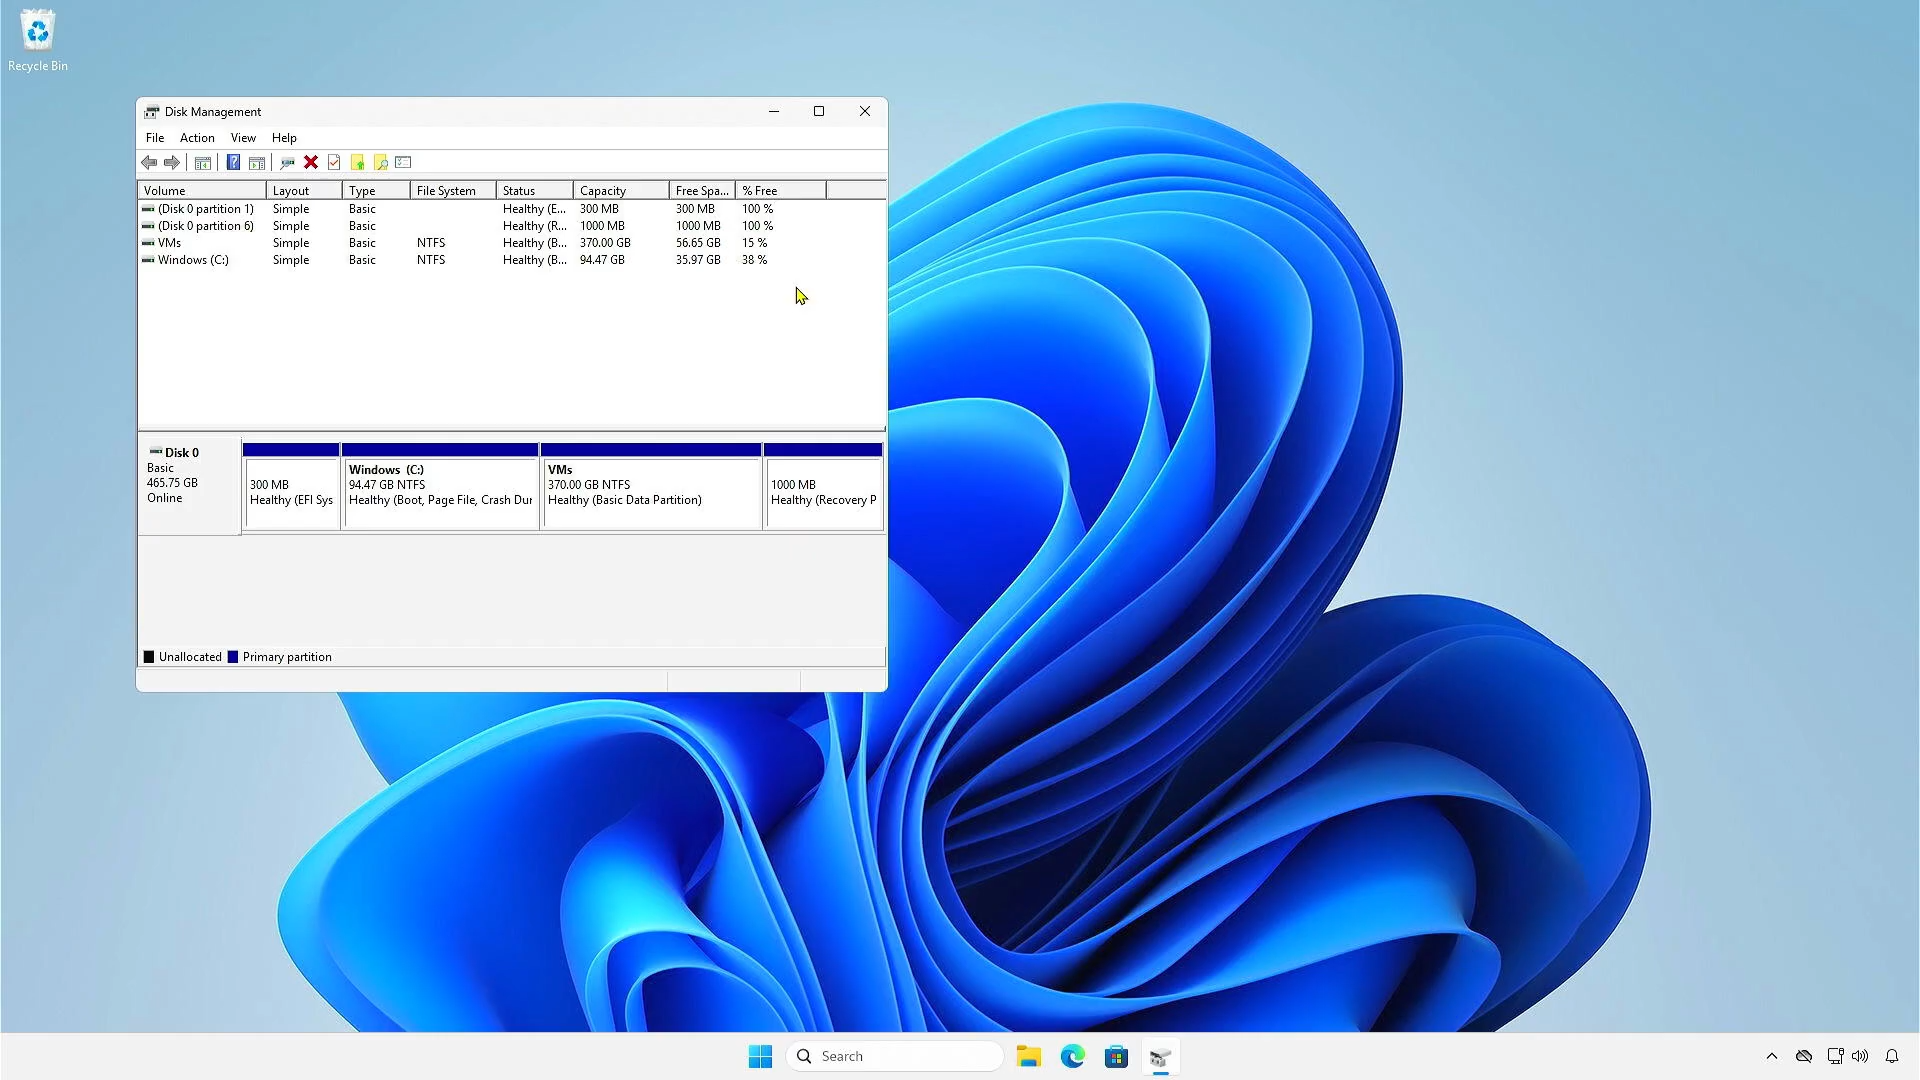 Recycle Bin
Disk Management
File Action View Help
Volume Layout Type File System Status Capacity Free Spa... % Free
(Disk 0 partition 1) Simple Basic Healthy (E... 300 MB 300 MB 100 %
(Disk 0 partition 6) Simple Basic Healthy (R... 1000 MB 1000 MB 100 %
VMs Simple Basic NTFS Healthy (B... 370.00 GB 56.65 GB 15 %
Windows (C:) Simple Basic NTFS Healthy (B... 94.47 GB 35.97 GB 38 %
Disk 0
Basic
465.75 GB
Online
300 MB
Healthy (EFI Sys
Windows (C:)
94.47 GB NTFS
Healthy (Boot, Page File, Crash Dur
VMs
370.00 GB NTFS
Healthy (Basic Data Partition)
1000 MB
Healthy (Recovery P
Unallocated Primary partition
Search